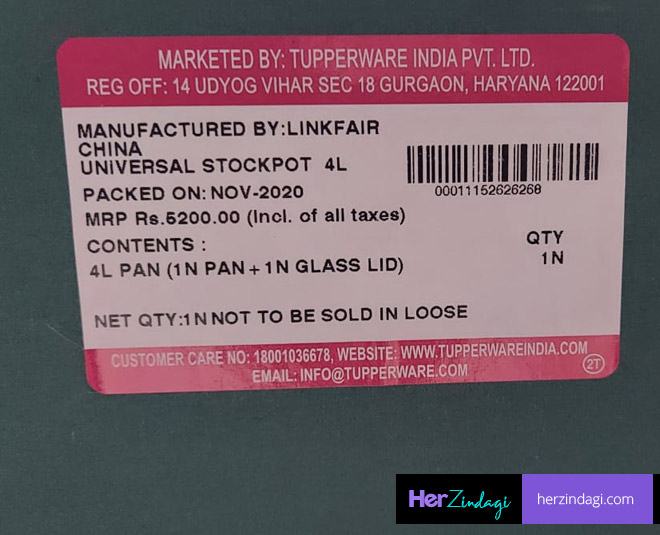 MARKETED BY: TUPPERWARE INDIA PVT. LTD.
REG OFF: 14 UDYOG VIHAR SEC 18 GURGAON, HARYANA 122001
MANUFACTURED BY:LINKFAIR
CHINA
UNIVERSAL STOCKPOT 4L
00011152626268
PACKED ON: NOV-2020
MRP Rs.5200.00 (Incl. of all taxes)
CONTENTS : QTY
4L PAN (1N PAN + 1N GLASS LID) 1N
NET QTY:1N NOT TO BE SOLD IN LOOSE
CUSTOMER CARE NO: 18001036678, WEBSITE: WWW.TUPPERWAREINDIA.COM
EMAIL: INFO@TUPPERWARE.COM
2T
HerZindagi herzindagi.com